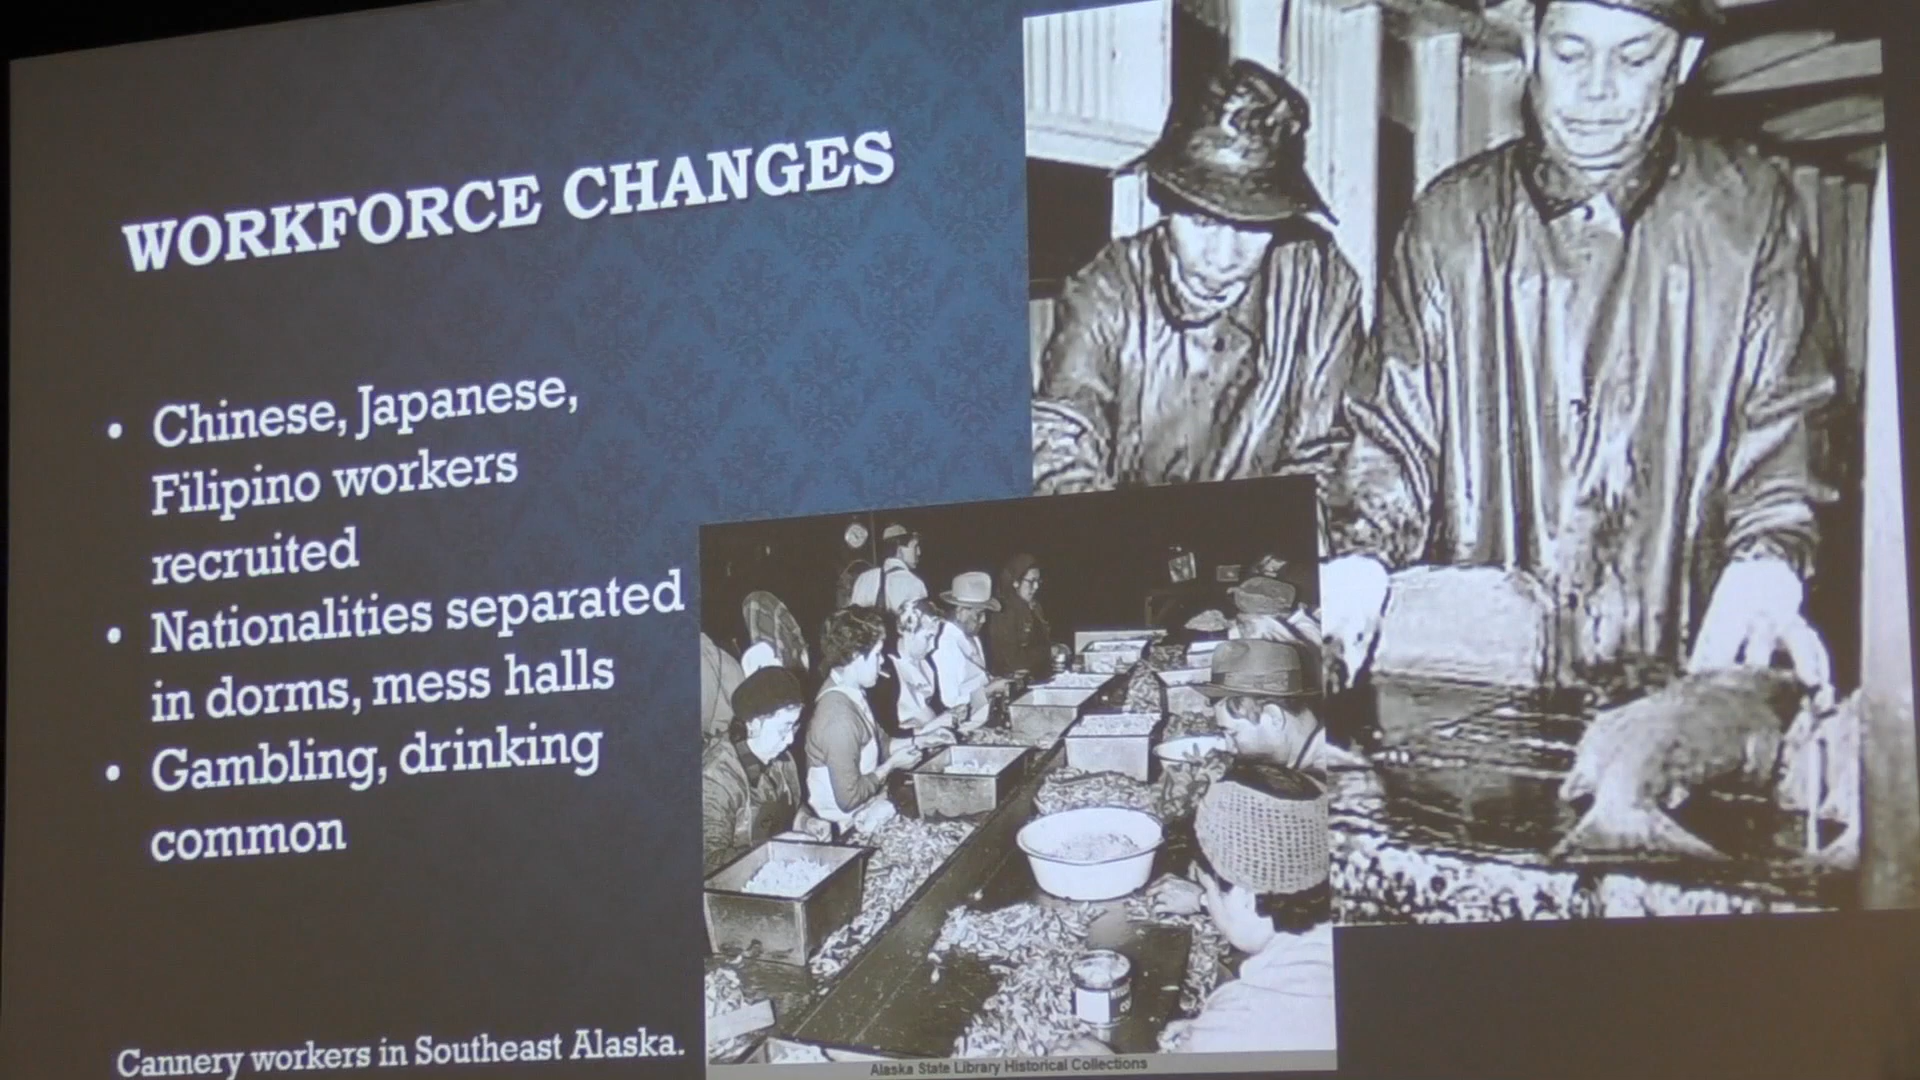 WORKFORCE CHANGES
• Chinese, Japanese,
Filipino workers
recruited
• Nationalities separated
in dorms, mess halls
• Gambling, drinking
common
Cannery workers in Southeast Alaska.
Alaska State Library Historical Collections